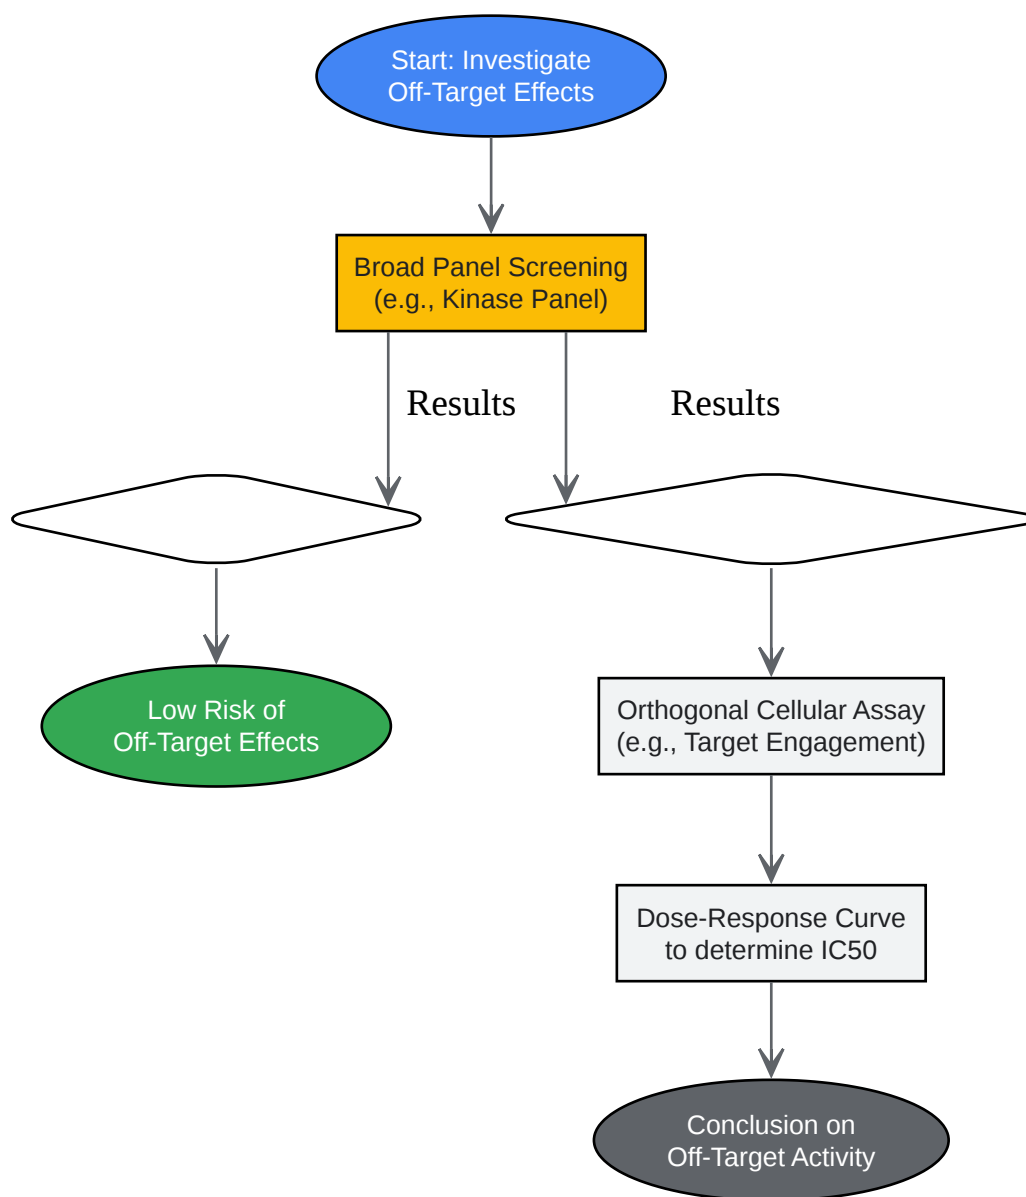 Start: Investigate
Off-Target Effects
Broad Panel Screening
(e.g., Kinase Panel)
Results
Results
Low Risk of
Off-Target Effects
Orthogonal Cellular Assay
(e.g., Target Engagement)
Dose-Response Curve
to determine IC50
Conclusion on
Off-Target Activity